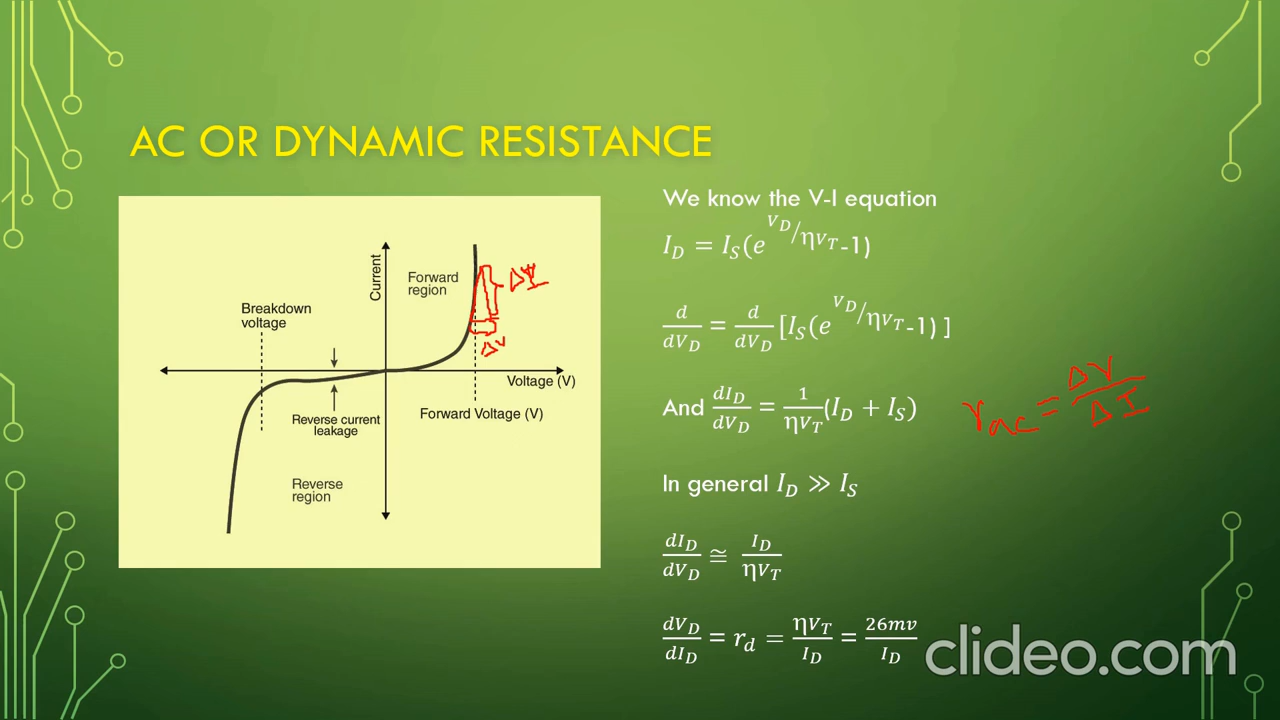 AC OR DYNAMIC RESISTANCE
Current
Forward
region
Breakdown
voltage
ΔI
ΔV
Voltage (V)
Forward Voltage (V)
Reverse current
leakage
Reverse
region
We know the V-I equation
I_D = I_S(e^{V_D/ηV_T}-1)
d/dV_D = d/dV_D [I_S(e^{V_D/ηV_T}-1) ]
And dI_D/dV_D = 1/ηV_T (I_D + I_S)
r_ac = ΔV/ΔI
In general I_D ≫ I_S
dI_D/dV_D ≅ I_D/ηV_T
dV_D/dI_D = r_d = ηV_T/I_D = 26mv/I_D
clideo.com